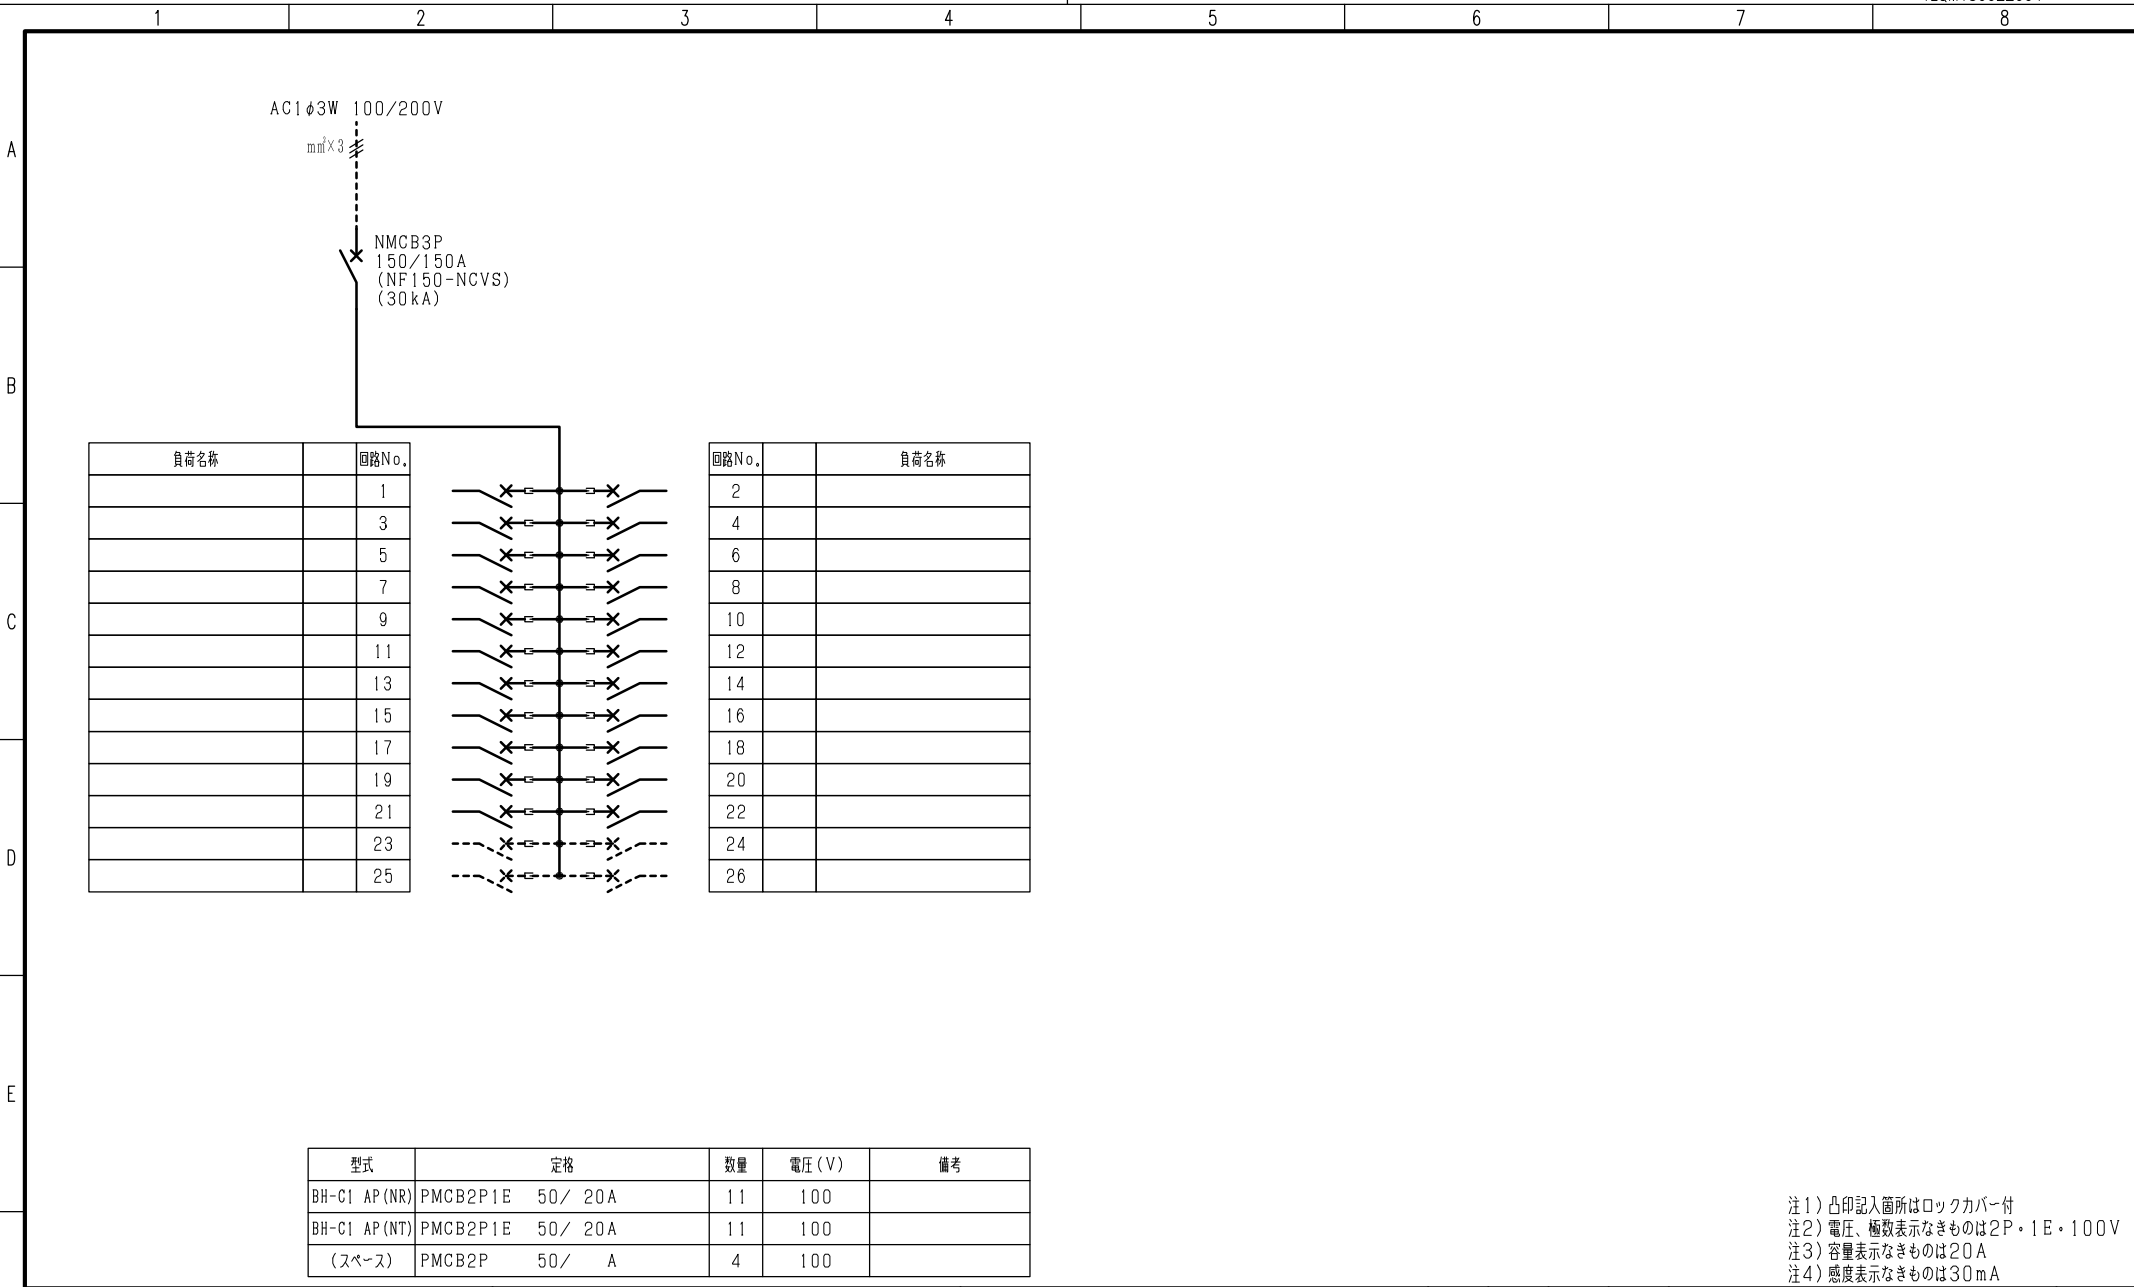 1 2 3 4 5 6 7 8
AC1φ3W 100/200V
A
mm²×3
NMCB3P
150/150A
(NF150-NCVS)
(30kA)
B
負荷名称 回路No. 回路No. 負荷名称
1 2
3 4
5 6
7 8
9 10
C
11 12
13 14
15 16
17 18
19 20
21 22
23 24
D
25 26
E
型式 定格 数量 電圧(V) 備考
BH-C1 AP(NR) PMCB2P1E 50/ 20A 11 100
BH-C1 AP(NT) PMCB2P1E 50/ 20A 11 100
(スペース) PMCB2P 50/ A 4 100
注1)凸印記入箇所はロックカバー付
注2)電圧、極数表示なきものは2P・1E・100V
注3)容量表示なきものは20A
注4)感度表示なきものは30mA